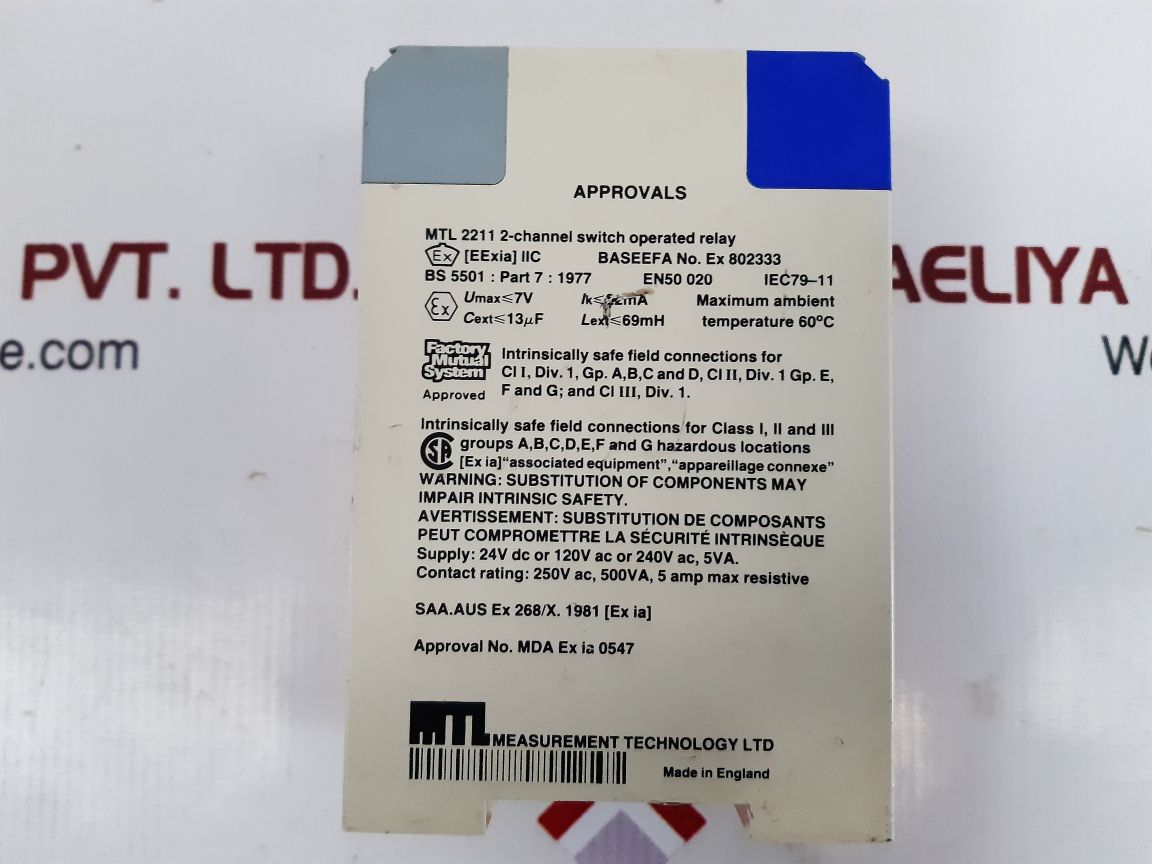 PVT. LTD.
AELIYA
e.com
We
APPROVALS
MTL 2211 2-channel switch operated relay
Ex [EExia] IIC BASEEFA No. Ex 802333
BS 5501 : Part 7 : 1977 EN50 020 IEC79–11
Ex Umax≤7V Ik≤ mA Maximum ambient
Cext≤13μF Lext≤69mH temperature 60°C
Factory
Mutual
System
Approved
Intrinsically safe field connections for
Cl I, Div. 1, Gp. A,B,C and D, Cl II, Div. 1 Gp. E,
F and G; and Cl III, Div. 1.
Intrinsically safe field connections for Class I, II and III
SA groups A,B,C,D,E,F and G hazardous locations
[Ex ia]“associated equipment”,“appareillage connexe”
WARNING: SUBSTITUTION OF COMPONENTS MAY
IMPAIR INTRINSIC SAFETY.
AVERTISSEMENT: SUBSTITUTION DE COMPOSANTS
PEUT COMPROMETTRE LA SÉCURITÉ INTRINSÈQUE
Supply: 24V dc or 120V ac or 240V ac, 5VA.
Contact rating: 250V ac, 500VA, 5 amp max resistive
SAA.AUS Ex 268/X. 1981 [Ex ia]
Approval No. MDA Ex ia 0547
MTL MEASUREMENT TECHNOLOGY LTD
Made in England